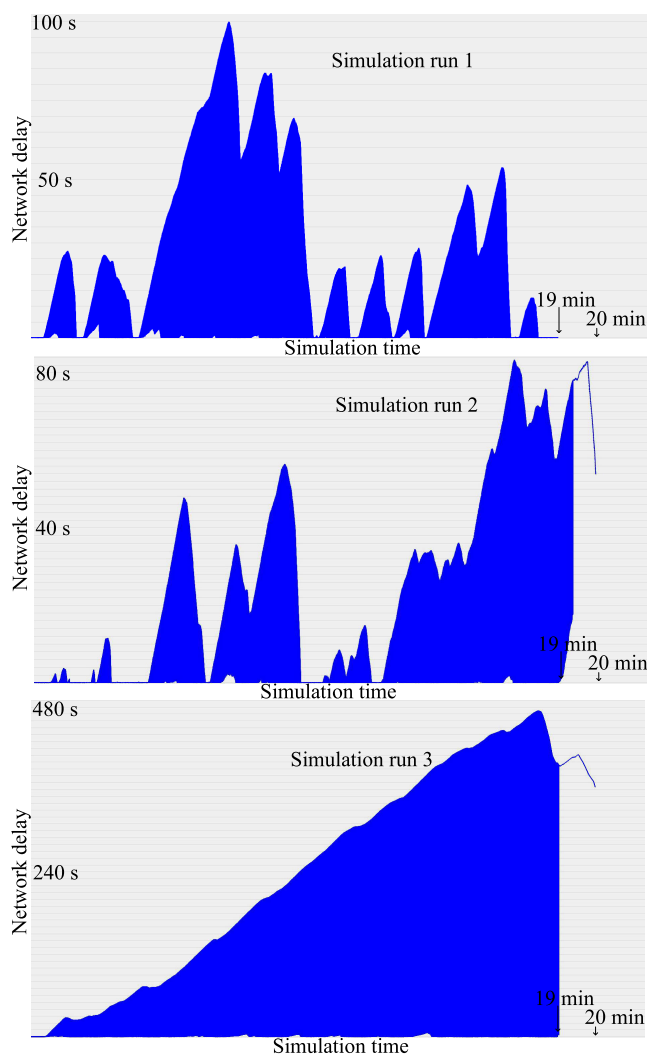 100 s
Simulation run 1
Network delay
50 s
19 min
20 min
Simulation time
80 s
Simulation run 2
Network delay
40 s
19 min
20 min
Simulation time
480 s
Simulation run 3
Network delay
240 s
19 min
20 min
Simulation time